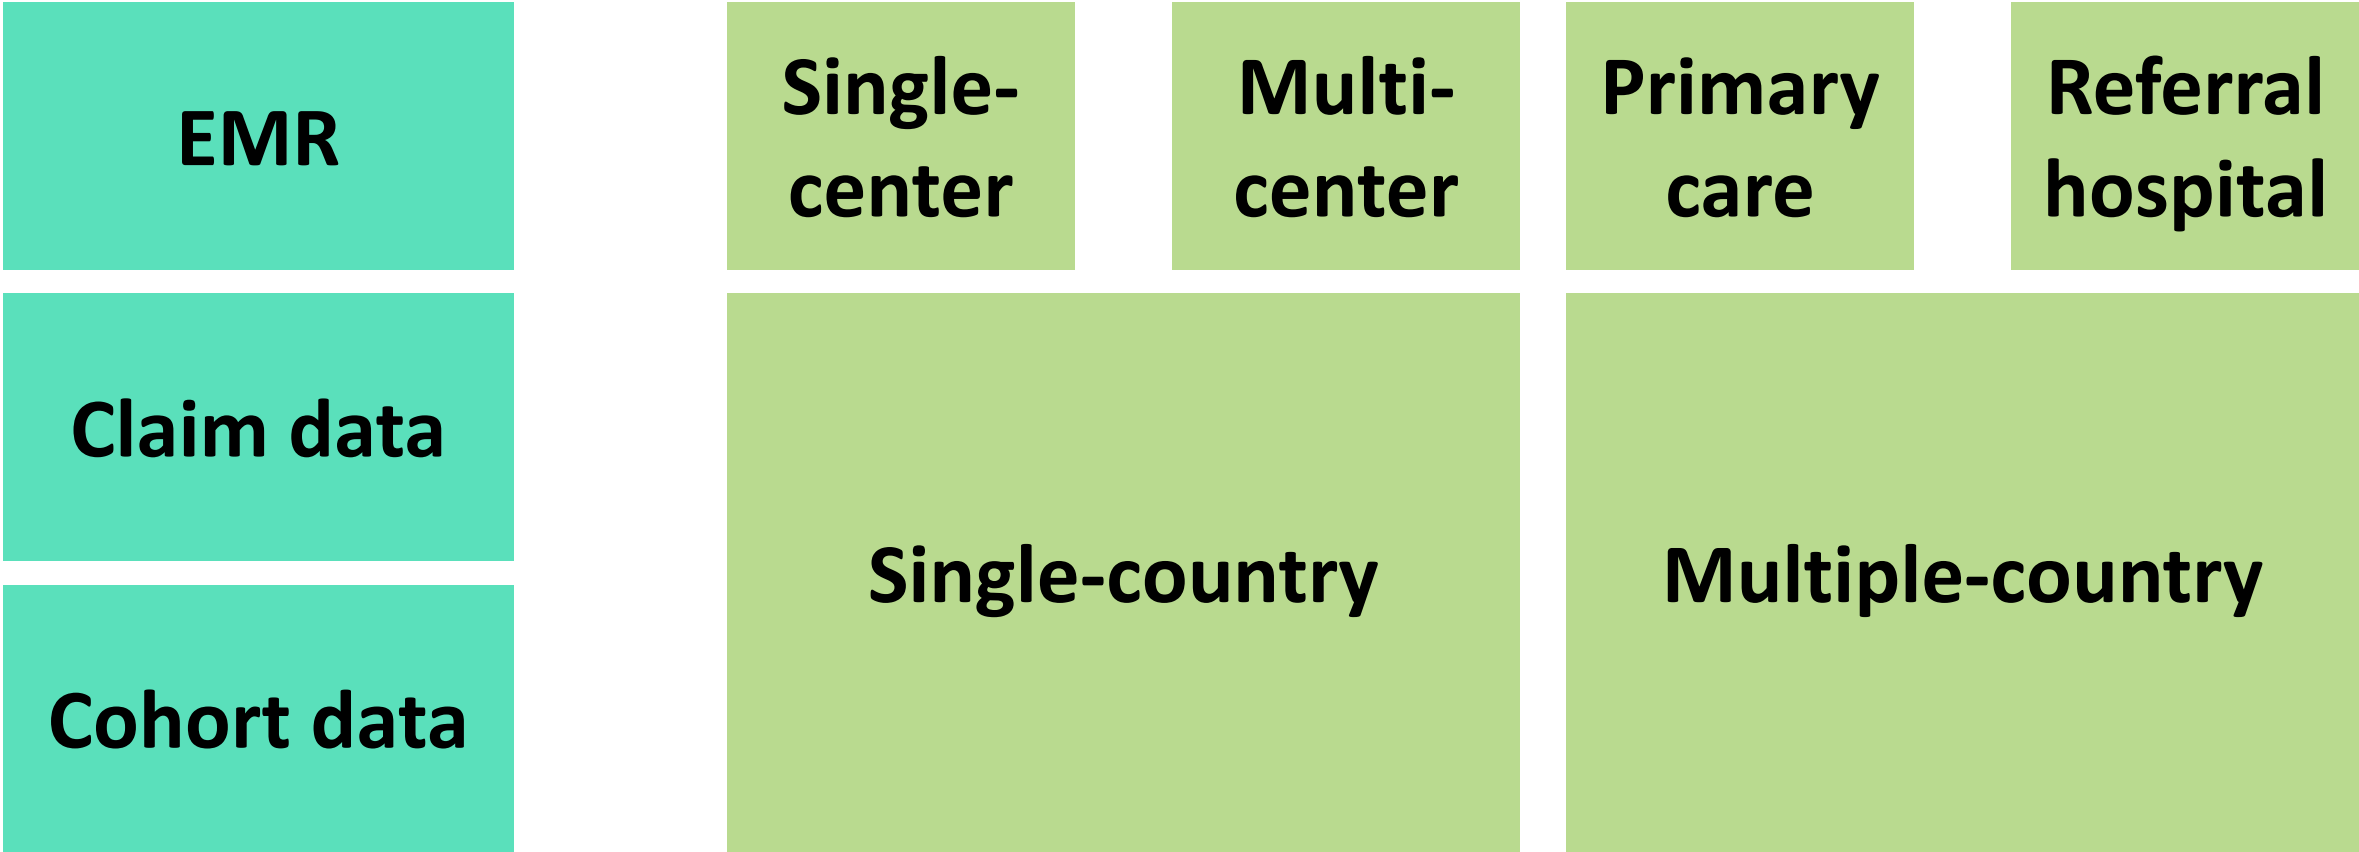 EMR
Single-
center
Multi-
center
Primary
care
Referral
hospital
Claim data
Single-country
Multiple-country
Cohort data